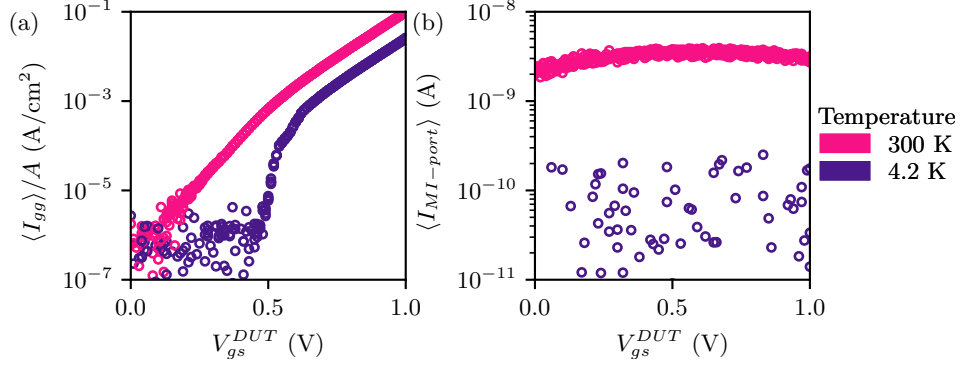 (a)
⟨I_gg⟩/A (A/cm²)
10⁻¹
10⁻³
10⁻⁵
10⁻⁷
0.0 0.5 1.0
V_gs^DUT (V)
(b)
⟨I_MI−port⟩ (A)
10⁻⁸
10⁻⁹
10⁻¹⁰
10⁻¹¹
0.0 0.5 1.0
V_gs^DUT (V)
Temperature
300 K
4.2 K